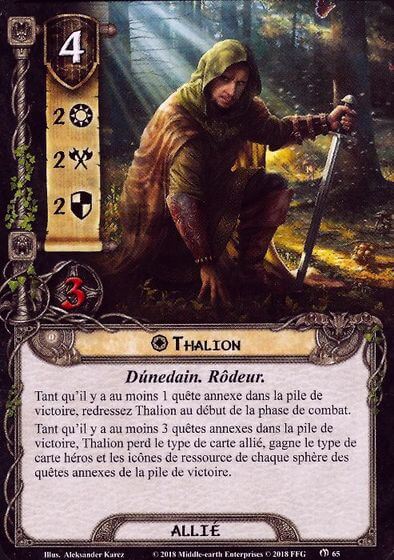 4
2
2
2
3
THALION
Dúnedain. Rôdeur.
Tant qu'il y a au moins 1 quête annexe dans la pile de
victoire, redressez Thalion au début de la phase de combat.
Tant qu'il y a au moins 3 quêtes annexes dans la pile de
victoire, Thalion perd le type de carte allié, gagne le type de
carte héros et les icônes de ressource de chaque sphère des
quêtes annexes de la pile de victoire.
ALLIÉ
Illus. Aleksander Karcz © 2018 Middle-earth Enterprises © 2018 FFG 65